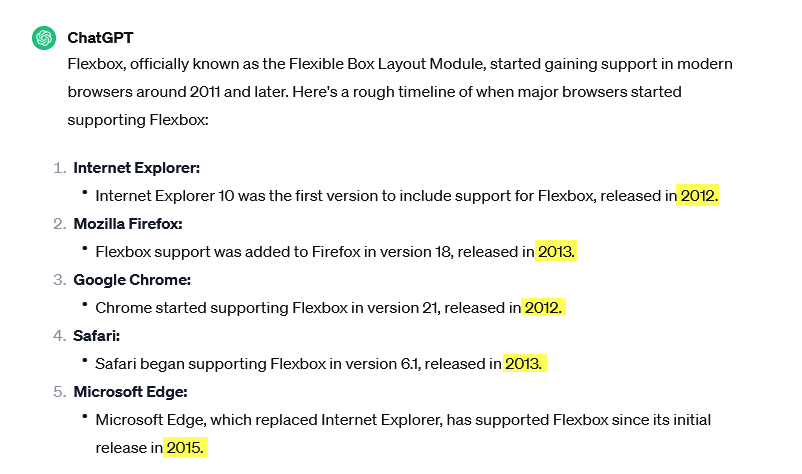 ChatGPT
Flexbox, officially known as the Flexible Box Layout Module, started gaining support in modern
browsers around 2011 and later. Here's a rough timeline of when major browsers started
supporting Flexbox:
1. Internet Explorer:
• Internet Explorer 10 was the first version to include support for Flexbox, released in 2012.
2. Mozilla Firefox:
• Flexbox support was added to Firefox in version 18, released in 2013.
3. Google Chrome:
• Chrome started supporting Flexbox in version 21, released in 2012.
4. Safari:
• Safari began supporting Flexbox in version 6.1, released in 2013.
5. Microsoft Edge:
• Microsoft Edge, which replaced Internet Explorer, has supported Flexbox since its initial
release in 2015.